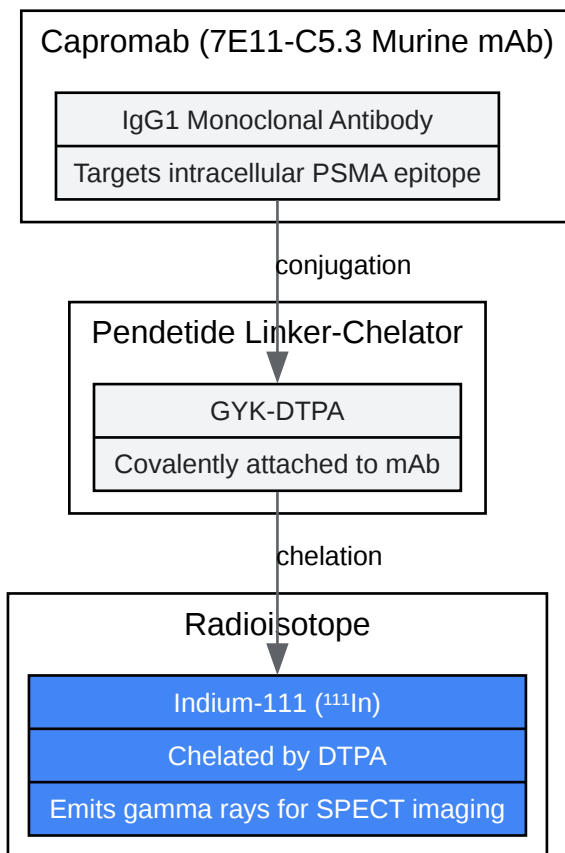 Capromab (7E11-C5.3 Murine mAb)
IgG1 Monoclonal Antibody
Targets intracellular PSMA epitope
conjugation
Pendetide Linker-Chelator
GYK-DTPA
Covalently attached to mAb
chelation
Radioisotope
Indium-111 (¹¹¹In)
Chelated by DTPA
Emits gamma rays for SPECT imaging